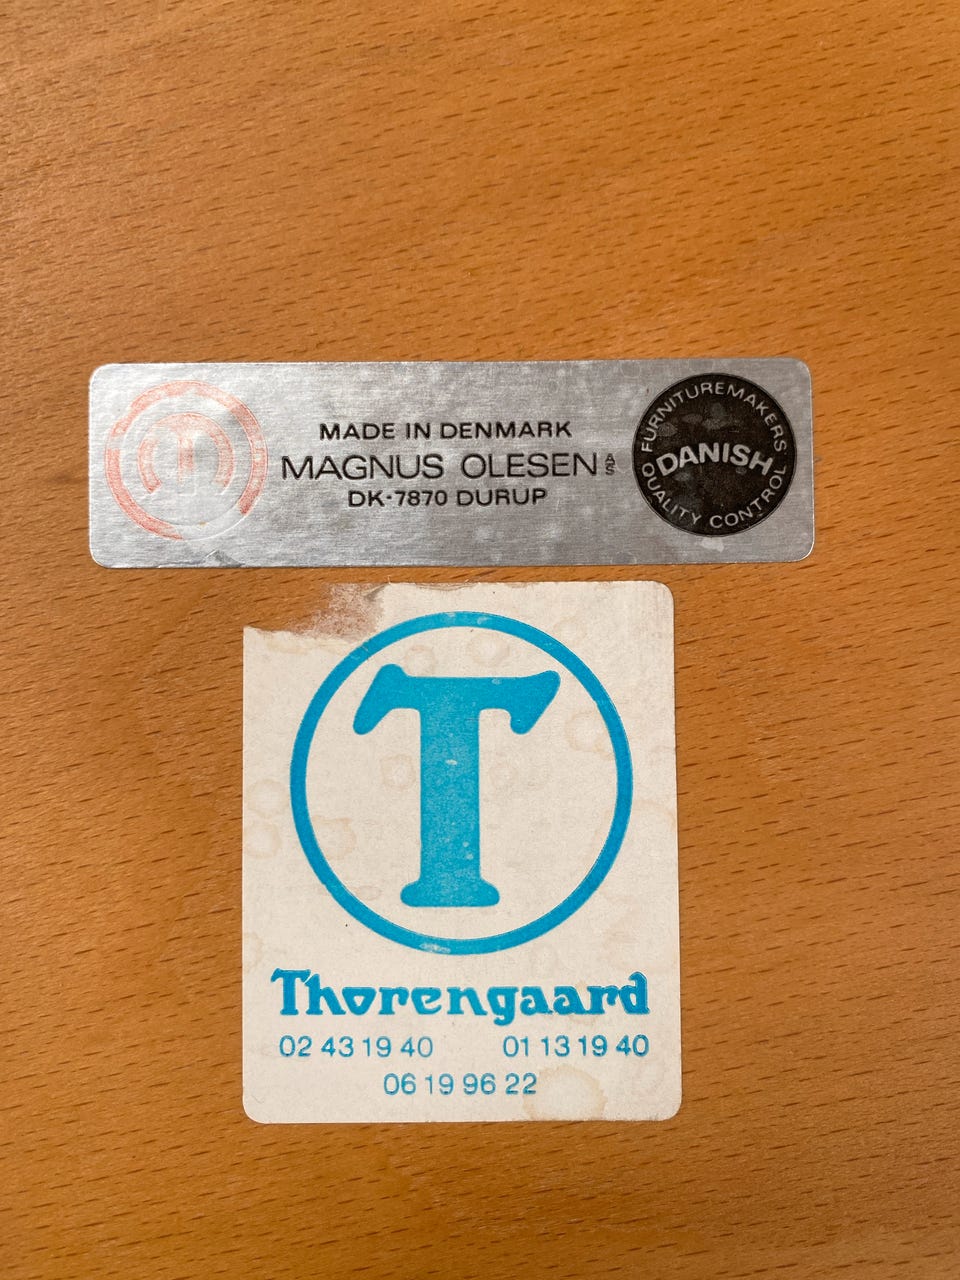 MADE IN DENMARK
MAGNUS OLESEN A/S
DK-7870 DURUP
FURNITUREMAKERS
DANISH
QUALITY CONTROL
T
Thorengaard
02 43 19 40 01 13 19 40
06 19 96 22